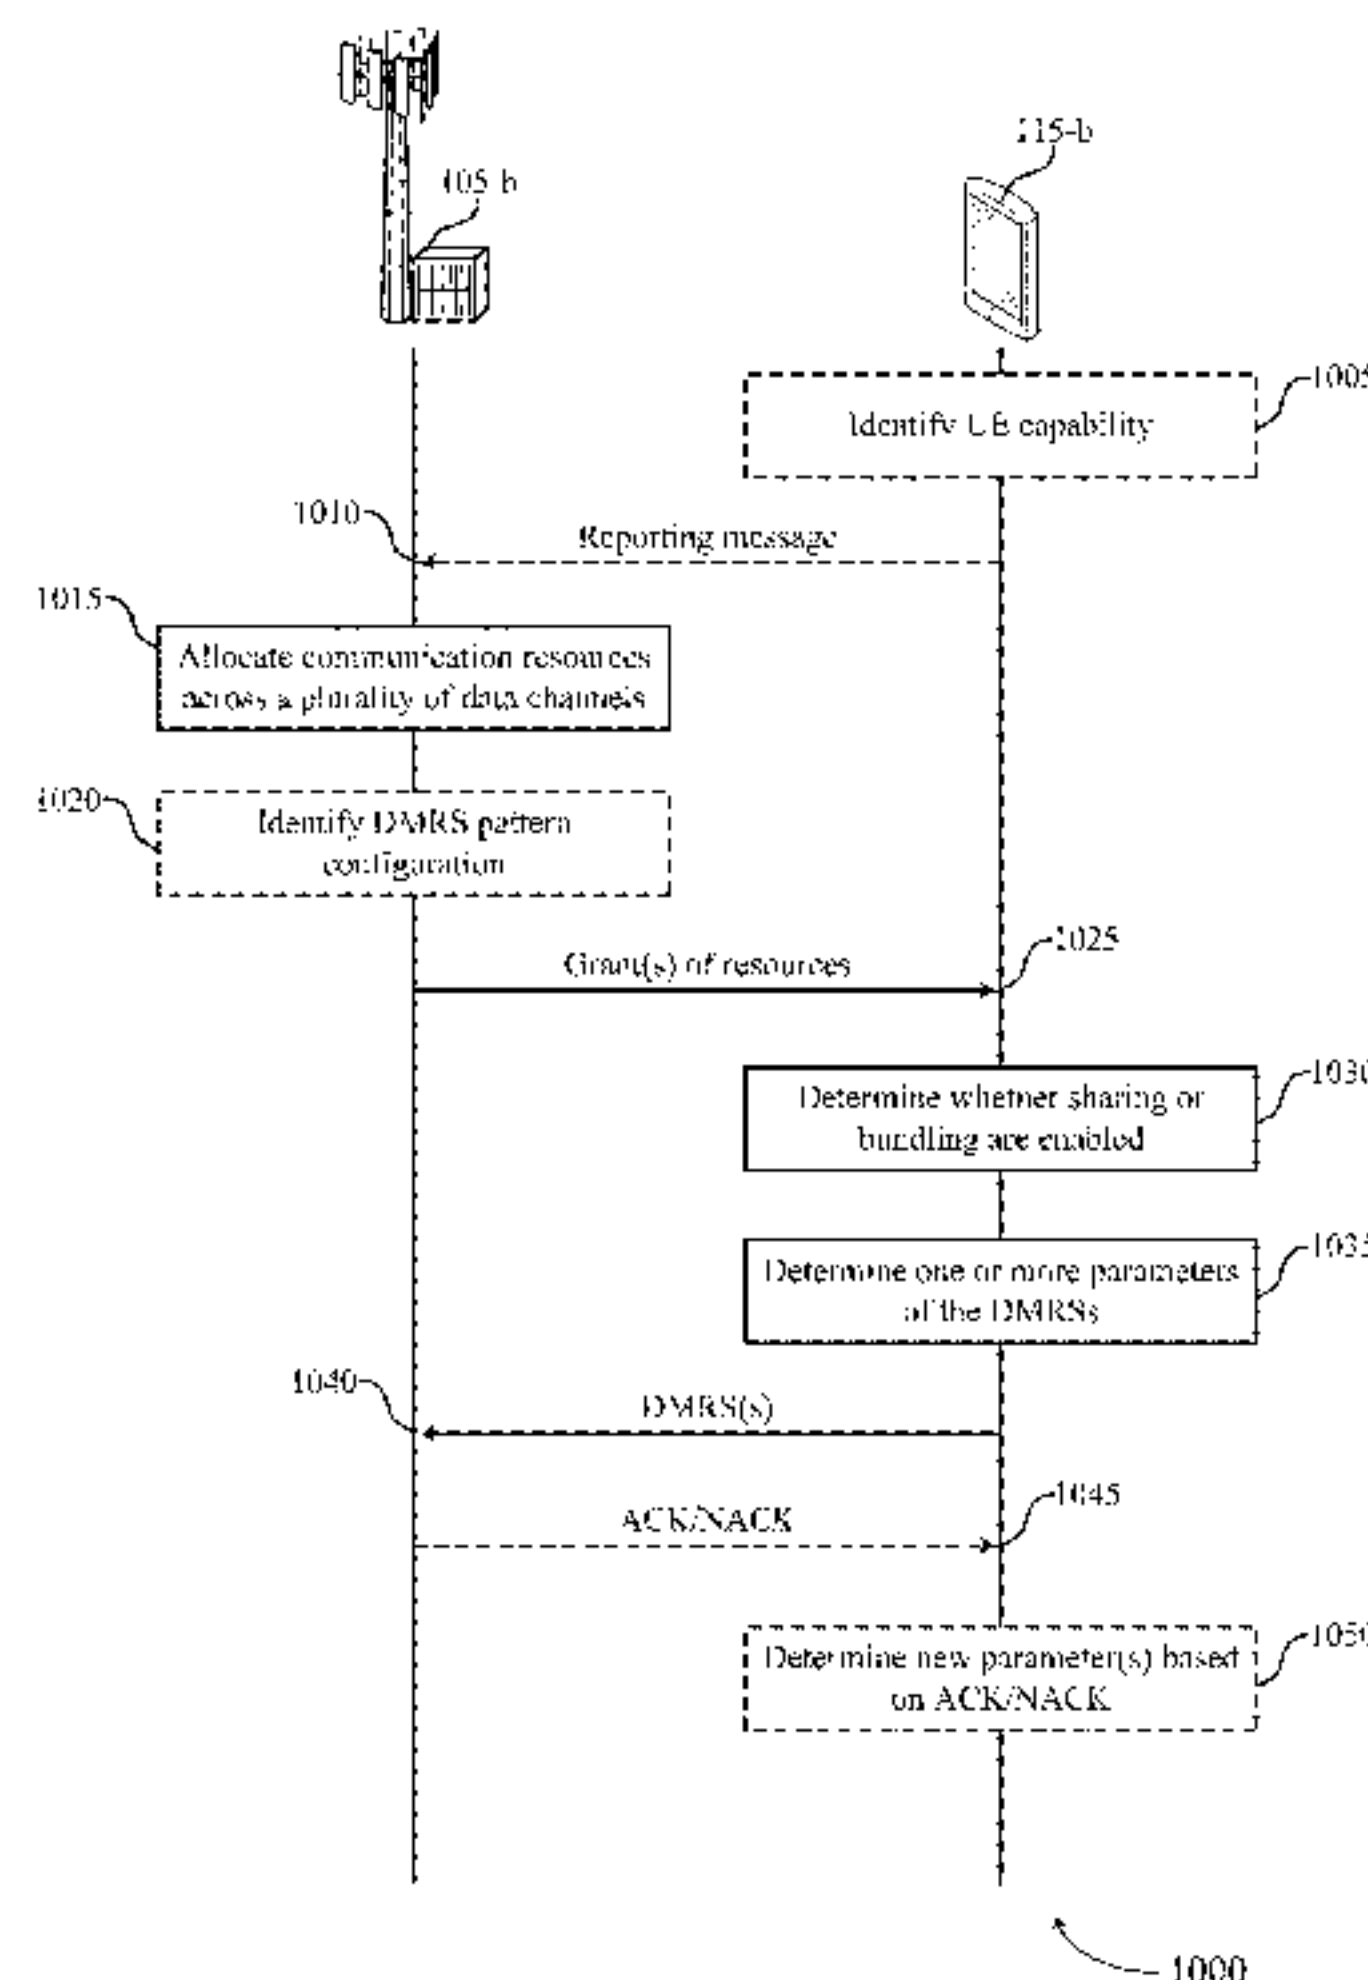 115-b
105-b
1005
Identify UE capability
1010
Reporting message
1015
Allocate communication resources
across a plurality of data channels
1020
Identify DMRS pattern
configuration
1025
Grant(s) of resources
1030
Determine whether sharing or
bundling are enabled
1035
Determine one or more parameters
of the DMRSs
1040
DMRS(s)
1045
ACK/NACK
1050
Determine new parameter(s) based
on ACK/NACK
1000